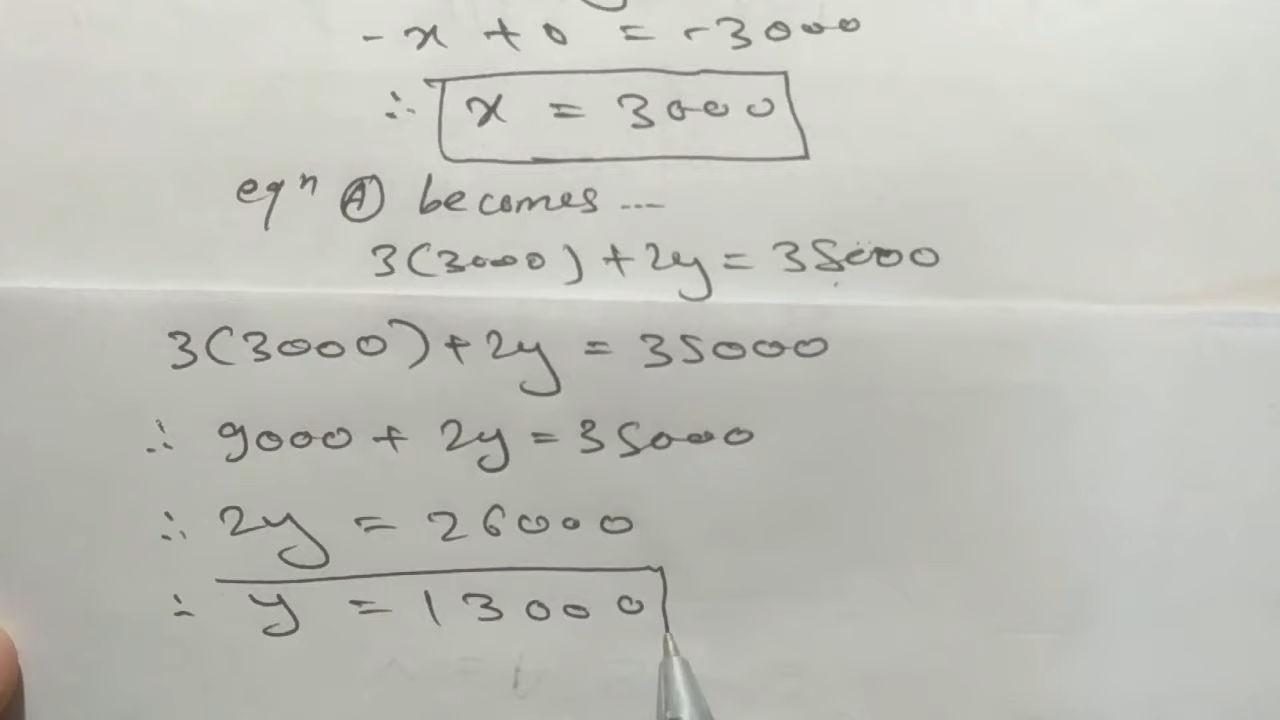 - x + 0 = -3000
∴ x = 3000
eqⁿ Ⓐ becomes ...
3(3000) + 2y = 35000
3(3000) + 2y = 35000
∴ 9000 + 2y = 35000
∴ 2y = 26000
∴ y = 13000